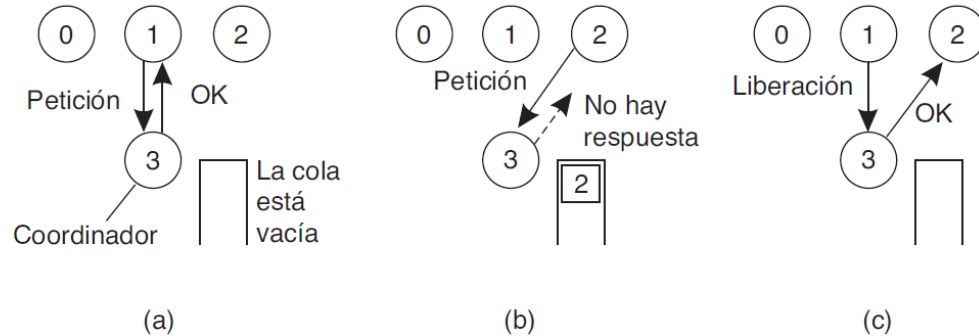 0 1 2
Petición OK
3
La cola
está
vacía
Coordinador
(a)
0 1 2
Petición
No hay
respuesta
3
2
(b)
0 1 2
Liberación
OK
3
(c)